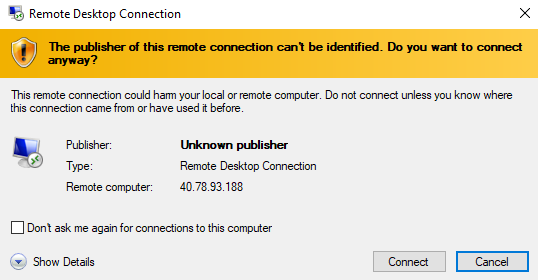 Remote Desktop Connection
The publisher of this remote connection can't be identified. Do you want to connect
anyway?
This remote connection could harm your local or remote computer. Do not connect unless you know where
this connection came from or have used it before.
Publisher: Unknown publisher
Type: Remote Desktop Connection
Remote computer: 40.78.93.188
Don't ask me again for connections to this computer
Show Details Connect Cancel